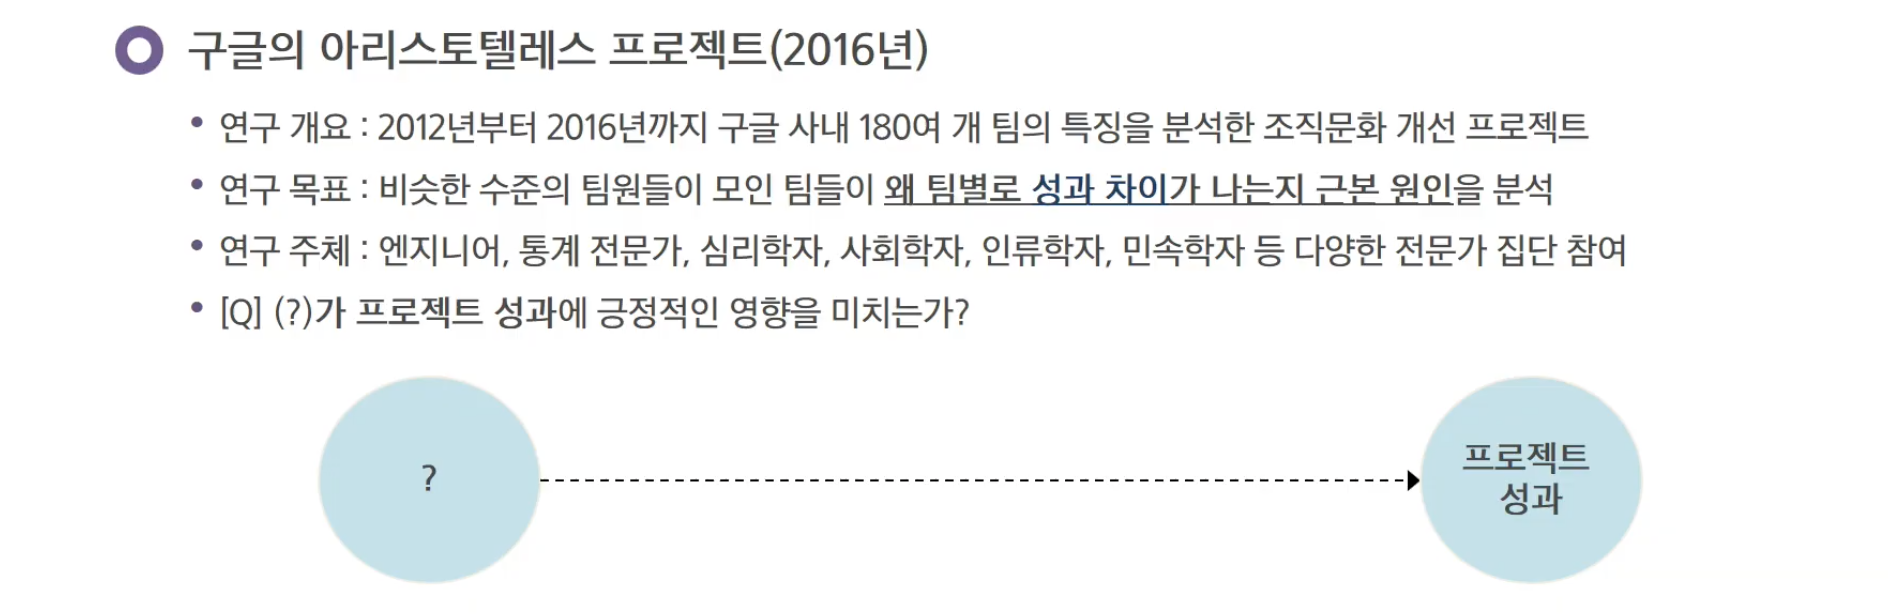 구글의 아리스토텔레스 프로젝트(2016년)
• 연구 개요 : 2012년부터 2016년까지 구글 사내 180여 개 팀의 특징을 분석한 조직문화 개선 프로젝트
• 연구 목표 : 비슷한 수준의 팀원들이 모인 팀들이 왜 팀별로 성과 차이가 나는지 근본 원인을 분석
• 연구 주체 : 엔지니어, 통계 전문가, 심리학자, 사회학자, 인류학자, 민속학자 등 다양한 전문가 집단 참여
• [Q] (?)가 프로젝트 성과에 긍정적인 영향을 미치는가?
?
프로젝트
성과